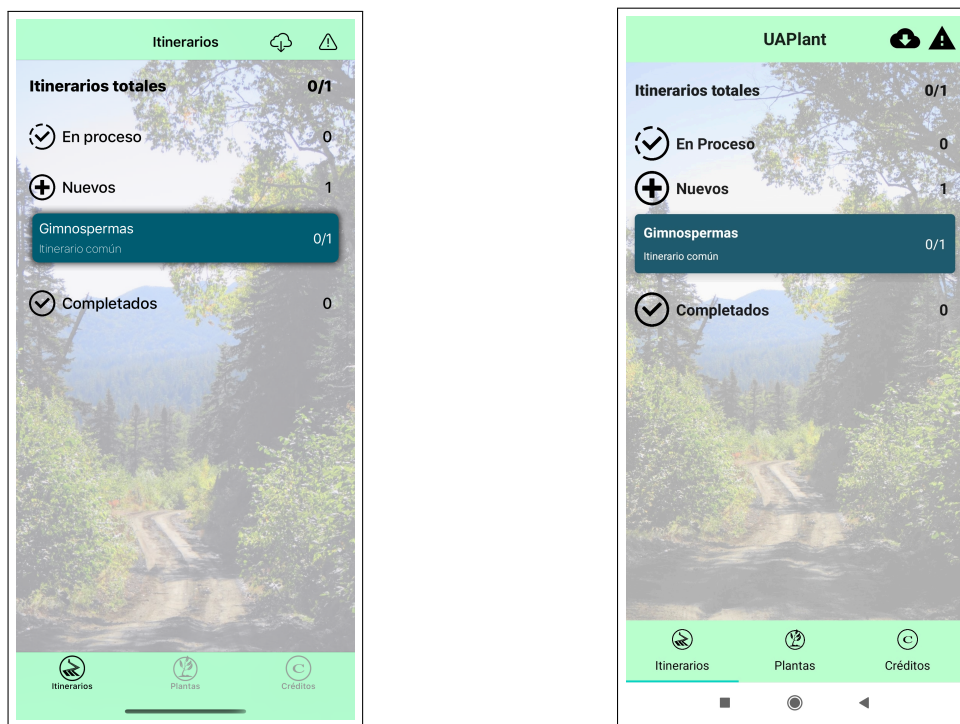 Itinerarios
Itinerarios totales 0/1
En proceso 0
Nuevos 1
Gimnospermas
Itinerario común
0/1
Completados 0
Itinerarios Plantas Créditos
UAPlant
Itinerarios totales 0/1
En Proceso 0
Nuevos 1
Gimnospermas
Itinerario común
0/1
Completados 0
Itinerarios Plantas Créditos